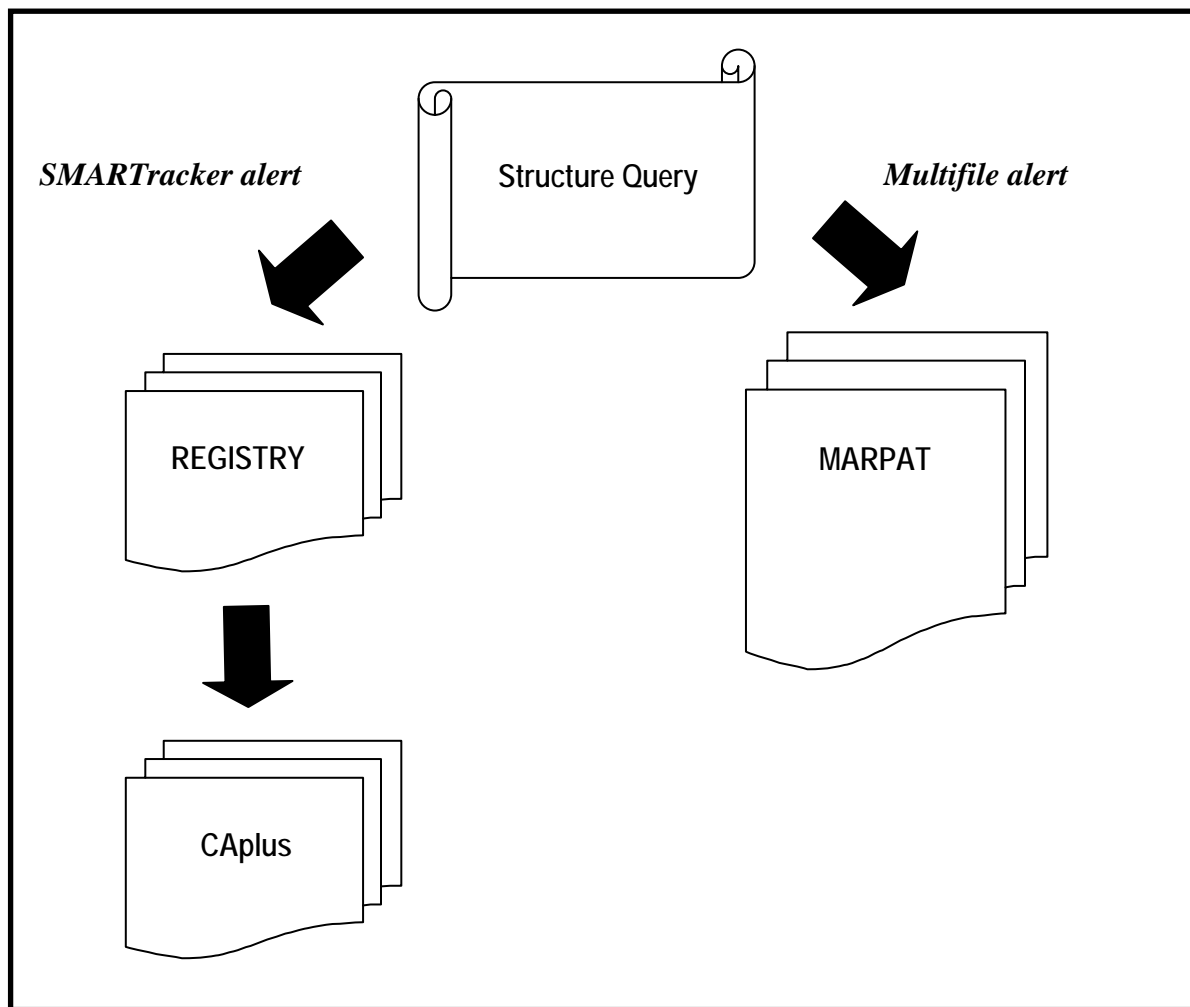 SMARTracker alert
Structure Query
Multifile alert
REGISTRY
MARPAT
CAplus